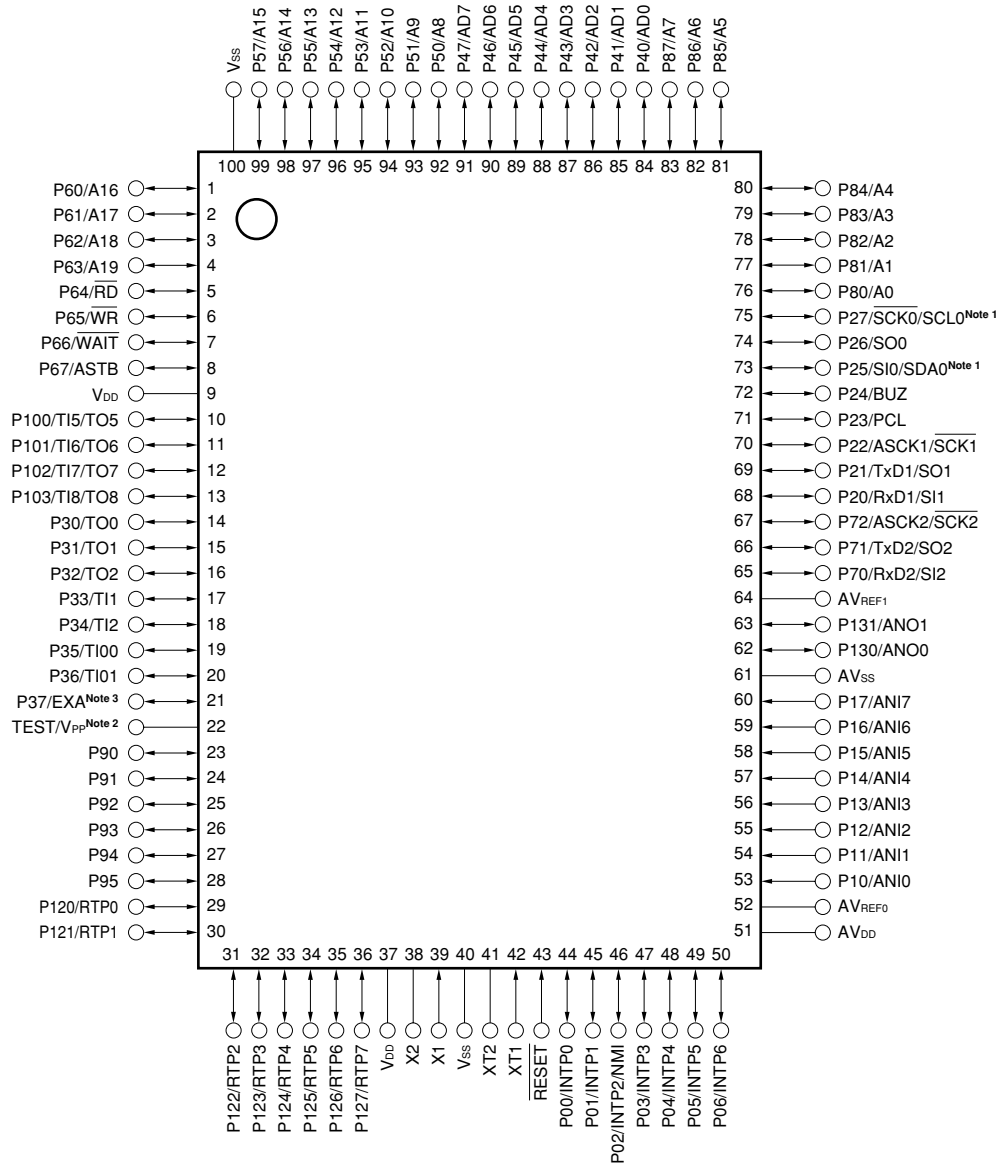 Vss
P57/A15
P56/A14
P55/A13
P54/A12
P53/A11
P52/A10
P51/A9
P50/A8
P47/AD7
P46/AD6
P45/AD5
P44/AD4
P43/AD3
P42/AD2
P41/AD1
P40/AD0
P87/A7
P86/A6
P85/A5
100 99 98 97 96 95 94 93 92 91 90 89 88 87 86 85 84 83 82 81
P60/A16 1
P61/A17 2
P62/A18 3
P63/A19 4
P64/R̅D̅ 5
P65/W̅R̅ 6
P66/W̅A̅I̅T̅ 7
P67/ASTB 8
VDD 9
P100/TI5/TO5 10
P101/TI6/TO6 11
P102/TI7/TO7 12
P103/TI8/TO8 13
P30/TO0 14
P31/TO1 15
P32/TO2 16
P33/TI1 17
P34/TI2 18
P35/TI00 19
P36/TI01 20
P37/EXA Note 3 21
TEST/VPP Note 2 22
P90 23
P91 24
P92 25
P93 26
P94 27
P95 28
P120/RTP0 29
P121/RTP1 30
80 P84/A4
79 P83/A3
78 P82/A2
77 P81/A1
76 P80/A0
75 P27/S̅C̅K̅0̅/SCL0 Note 1
74 P26/SO0
73 P25/SI0/SDA0 Note 1
72 P24/BUZ
71 P23/PCL
70 P22/ASCK1/S̅C̅K̅1̅
69 P21/TxD1/SO1
68 P20/RxD1/SI1
67 P72/ASCK2/S̅C̅K̅2̅
66 P71/TxD2/SO2
65 P70/RxD2/SI2
64 AVREF1
63 P131/ANO1
62 P130/ANO0
61 AVSS
60 P17/ANI7
59 P16/ANI6
58 P15/ANI5
57 P14/ANI4
56 P13/ANI3
55 P12/ANI2
54 P11/ANI1
53 P10/ANI0
52 AVREF0
51 AVDD
31 32 33 34 35 36 37 38 39 40 41 42 43 44 45 46 47 48 49 50
P122/RTP2
P123/RTP3
P124/RTP4
P125/RTP5
P126/RTP6
P127/RTP7
VDD
X2
X1
Vss
XT2
XT1
R̅E̅S̅E̅T̅
P00/INTP0
P01/INTP1
P02/INTP2/NMI
P03/INTP3
P04/INTP4
P05/INTP5
P06/INTP6